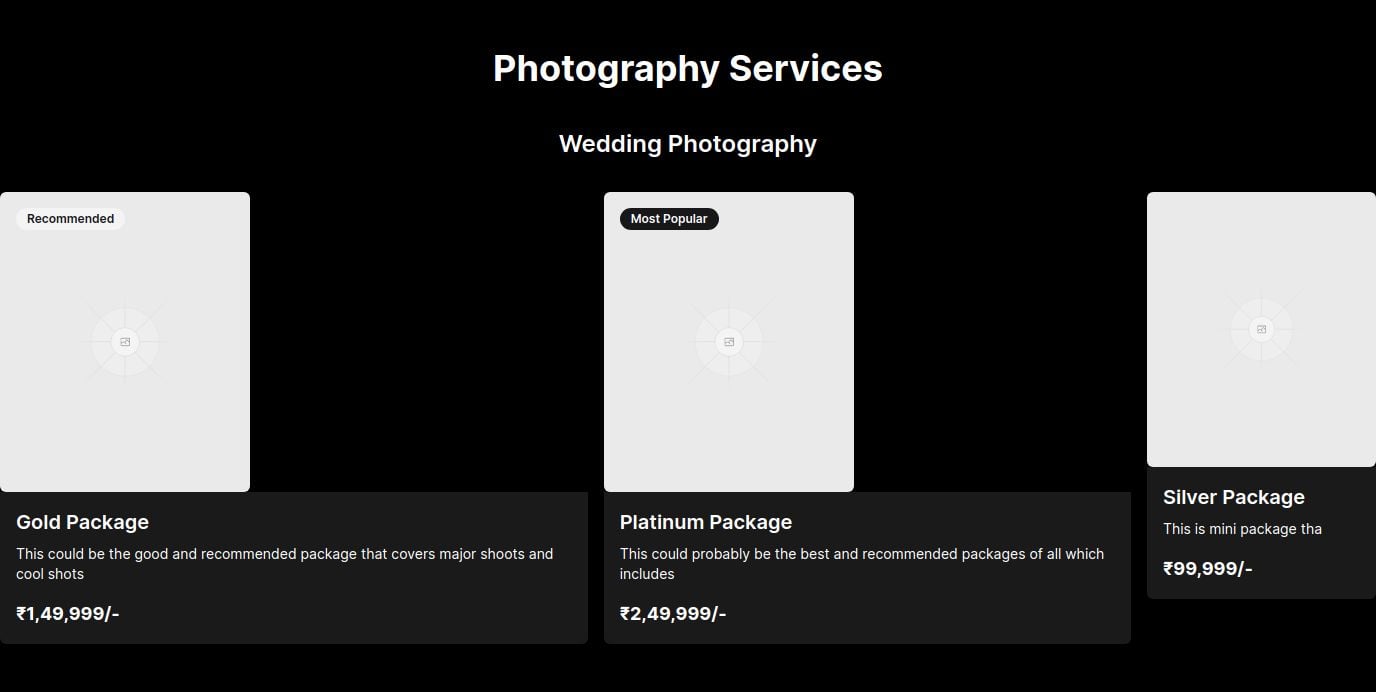 Photography Services
Wedding Photography
Recommended
Most Popular
Gold Package
This could be the good and recommended package that covers major shoots and
cool shots
₹1,49,999/-
Platinum Package
This could probably be the best and recommended packages of all which
includes
₹2,49,999/-
Silver Package
This is mini package tha
₹99,999/-